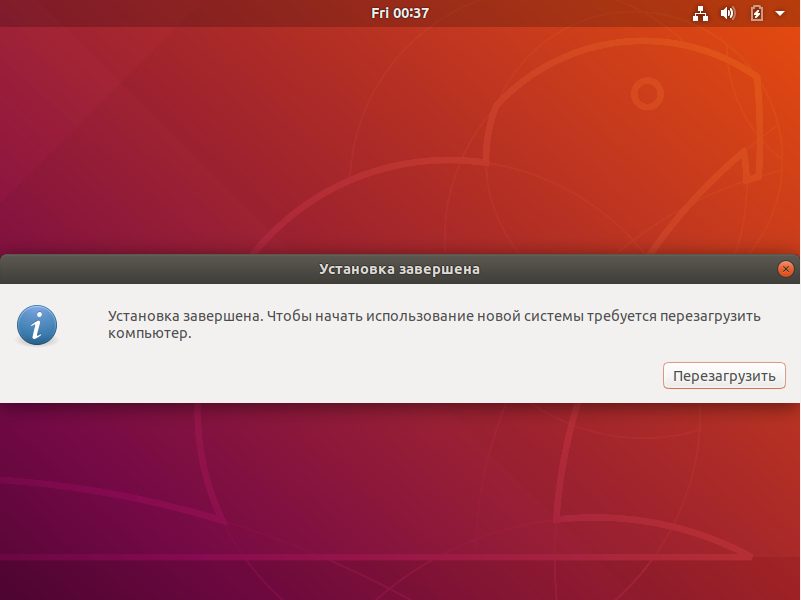 Fri 00:37
Установка завершена
Установка завершена. Чтобы начать использование новой системы требуется перезагрузить
компьютер.
Перезагрузить